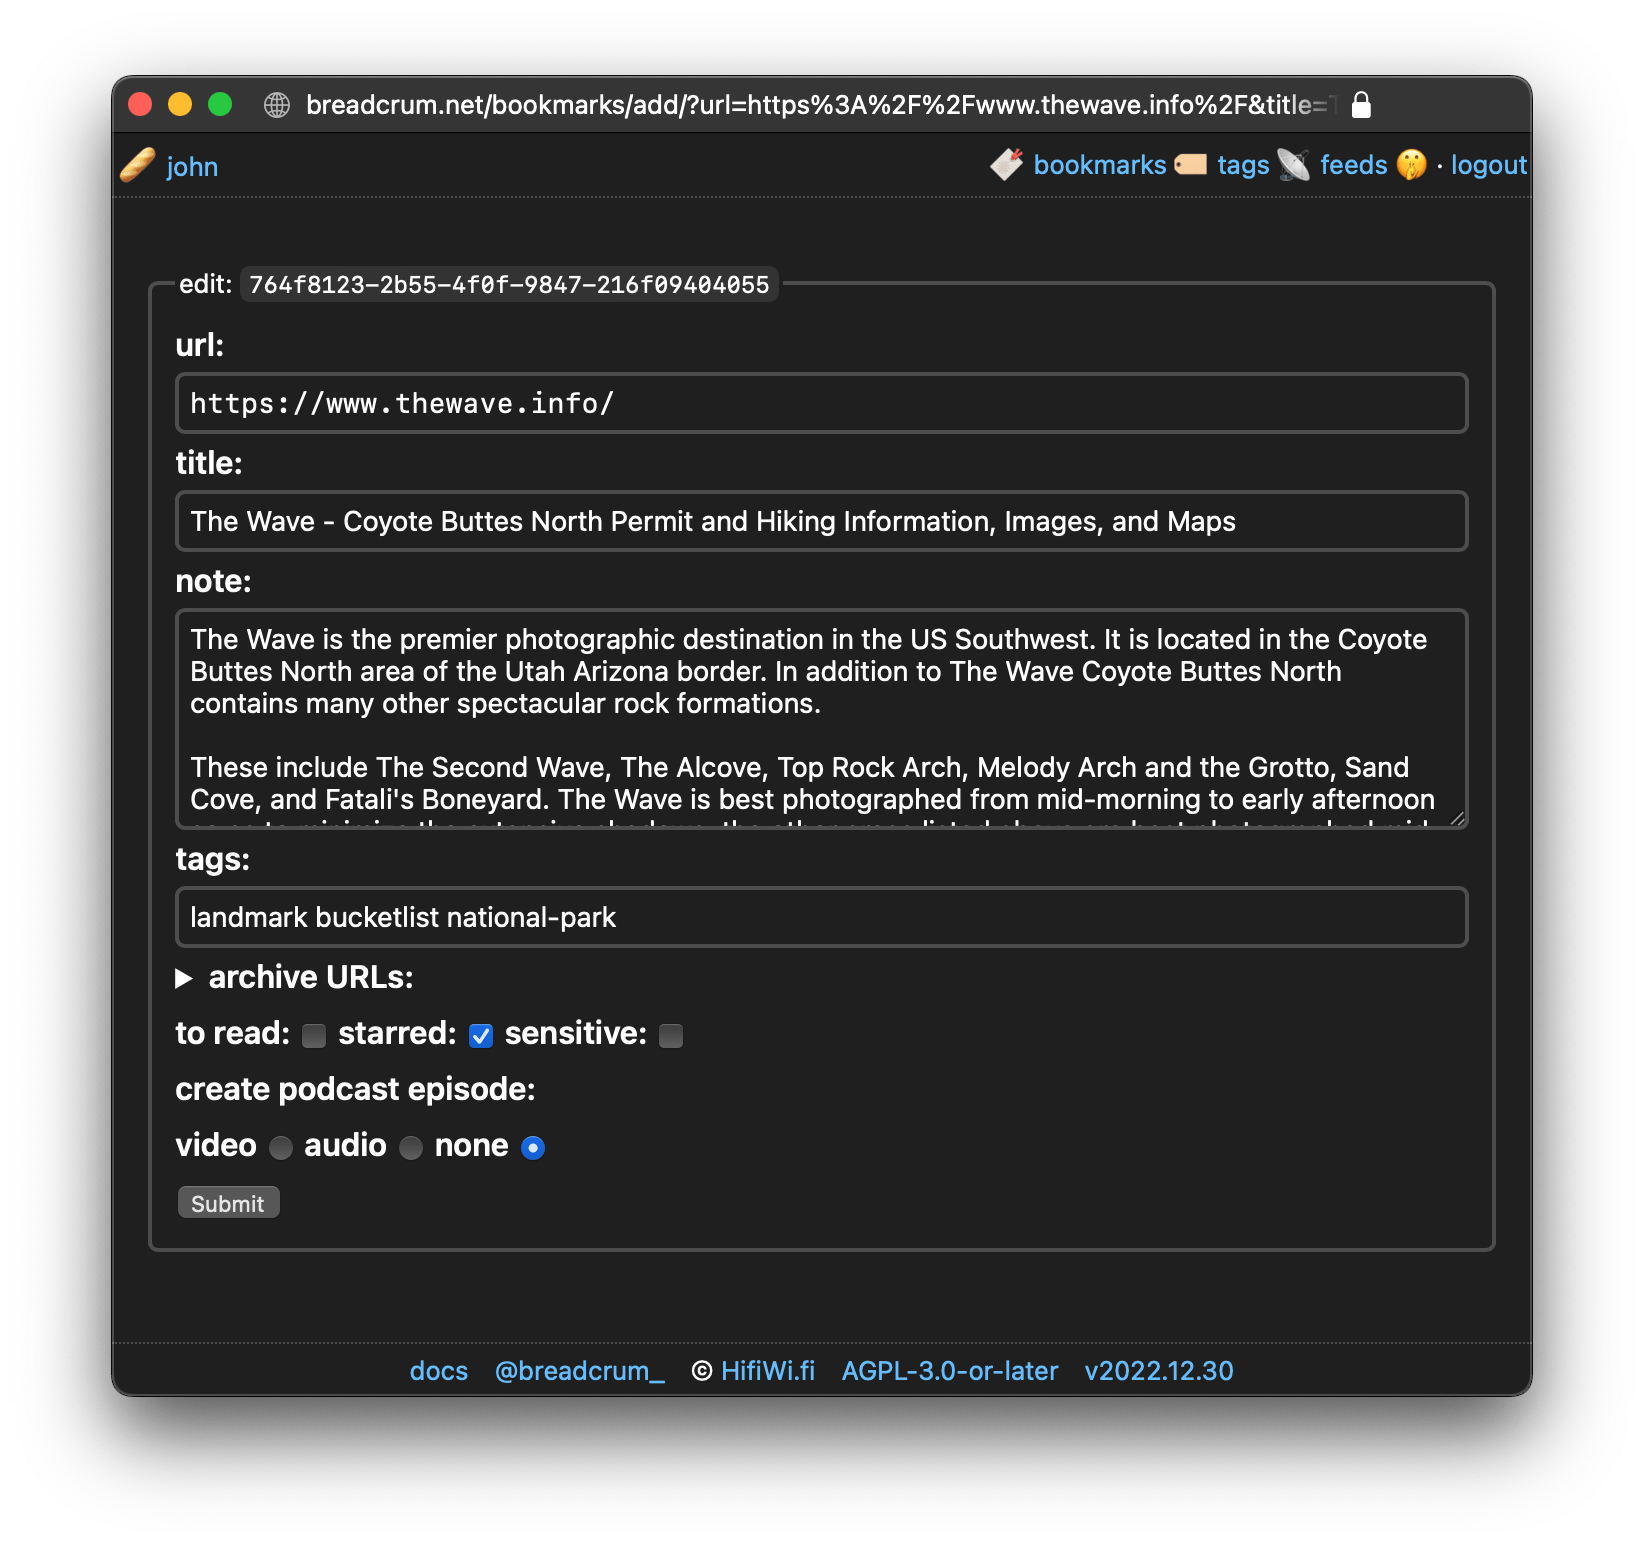 breadcrum.net/bookmarks/add/?url=https%3A%2F%2Fwww.thewave.info%2F&title=
john
bookmarks tags feeds · logout
edit: 764f8123-2b55-4f0f-9847-216f09404055
url:
https://www.thewave.info/
title:
The Wave - Coyote Buttes North Permit and Hiking Information, Images, and Maps
note:
The Wave is the premier photographic destination in the US Southwest. It is located in the Coyote
Buttes North area of the Utah Arizona border. In addition to The Wave Coyote Buttes North
contains many other spectacular rock formations.
These include The Second Wave, The Alcove, Top Rock Arch, Melody Arch and the Grotto, Sand
Cove, and Fatali's Boneyard. The Wave is best photographed from mid-morning to early afternoon
tags:
landmark bucketlist national-park
archive URLs:
to read: starred: sensitive:
create podcast episode:
video audio none
Submit
docs @breadcrum_ © HifiWi.fi AGPL-3.0-or-later v2022.12.30